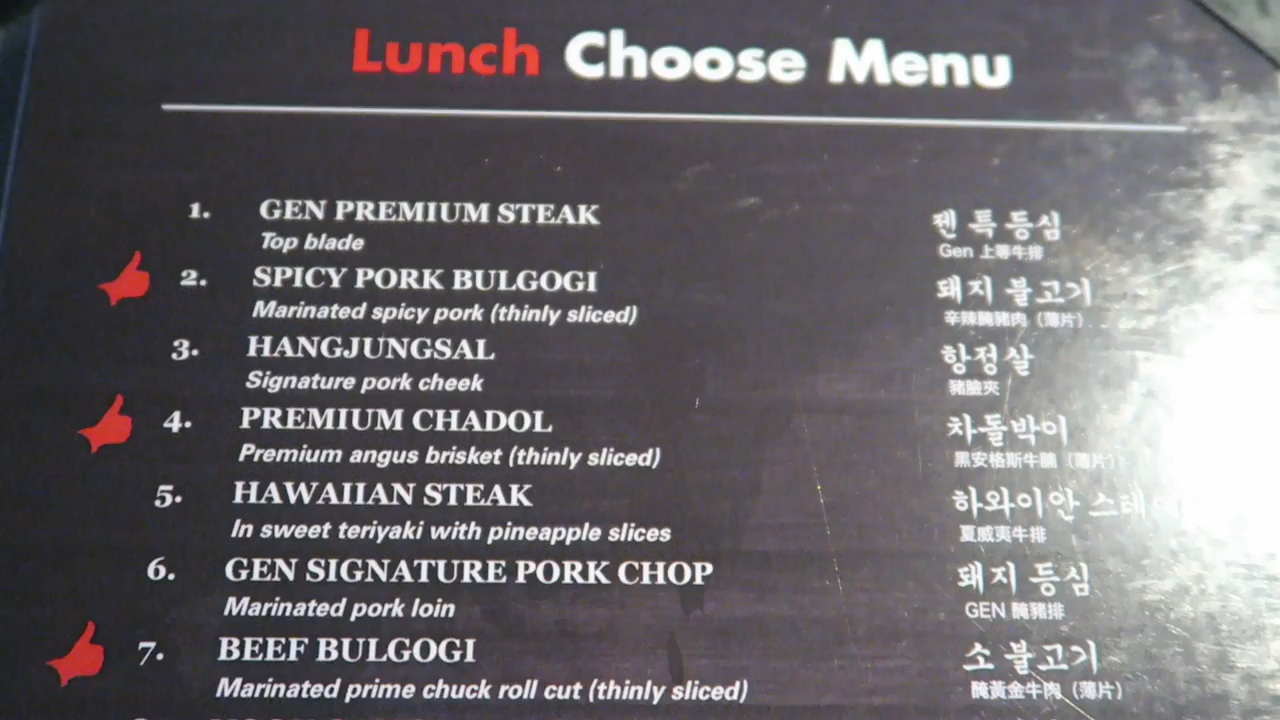 Lunch Choose Menu
1. GEN PREMIUM STEAK 젠 특 등심
Top blade Gen 上等牛排
2. SPICY PORK BULGOGI 돼지 불고기
Marinated spicy pork (thinly sliced) 辛辣醃豬肉 (薄片)
3. HANGJUNGSAL 항정살
Signature pork cheek 豬臉夾
4. PREMIUM CHADOL 차돌박이
Premium angus brisket (thinly sliced) 黑安格斯牛腩 (薄片)
5. HAWAIIAN STEAK 하와이안
In sweet teriyaki with pineapple slices 夏威夷牛排
6. GEN SIGNATURE PORK CHOP 돼지 등심
Marinated pork loin GEN 醃豬排
7. BEEF BULGOGI 소 불고기
Marinated prime chuck roll cut (thinly sliced) 醃黃金牛肉 (薄片)